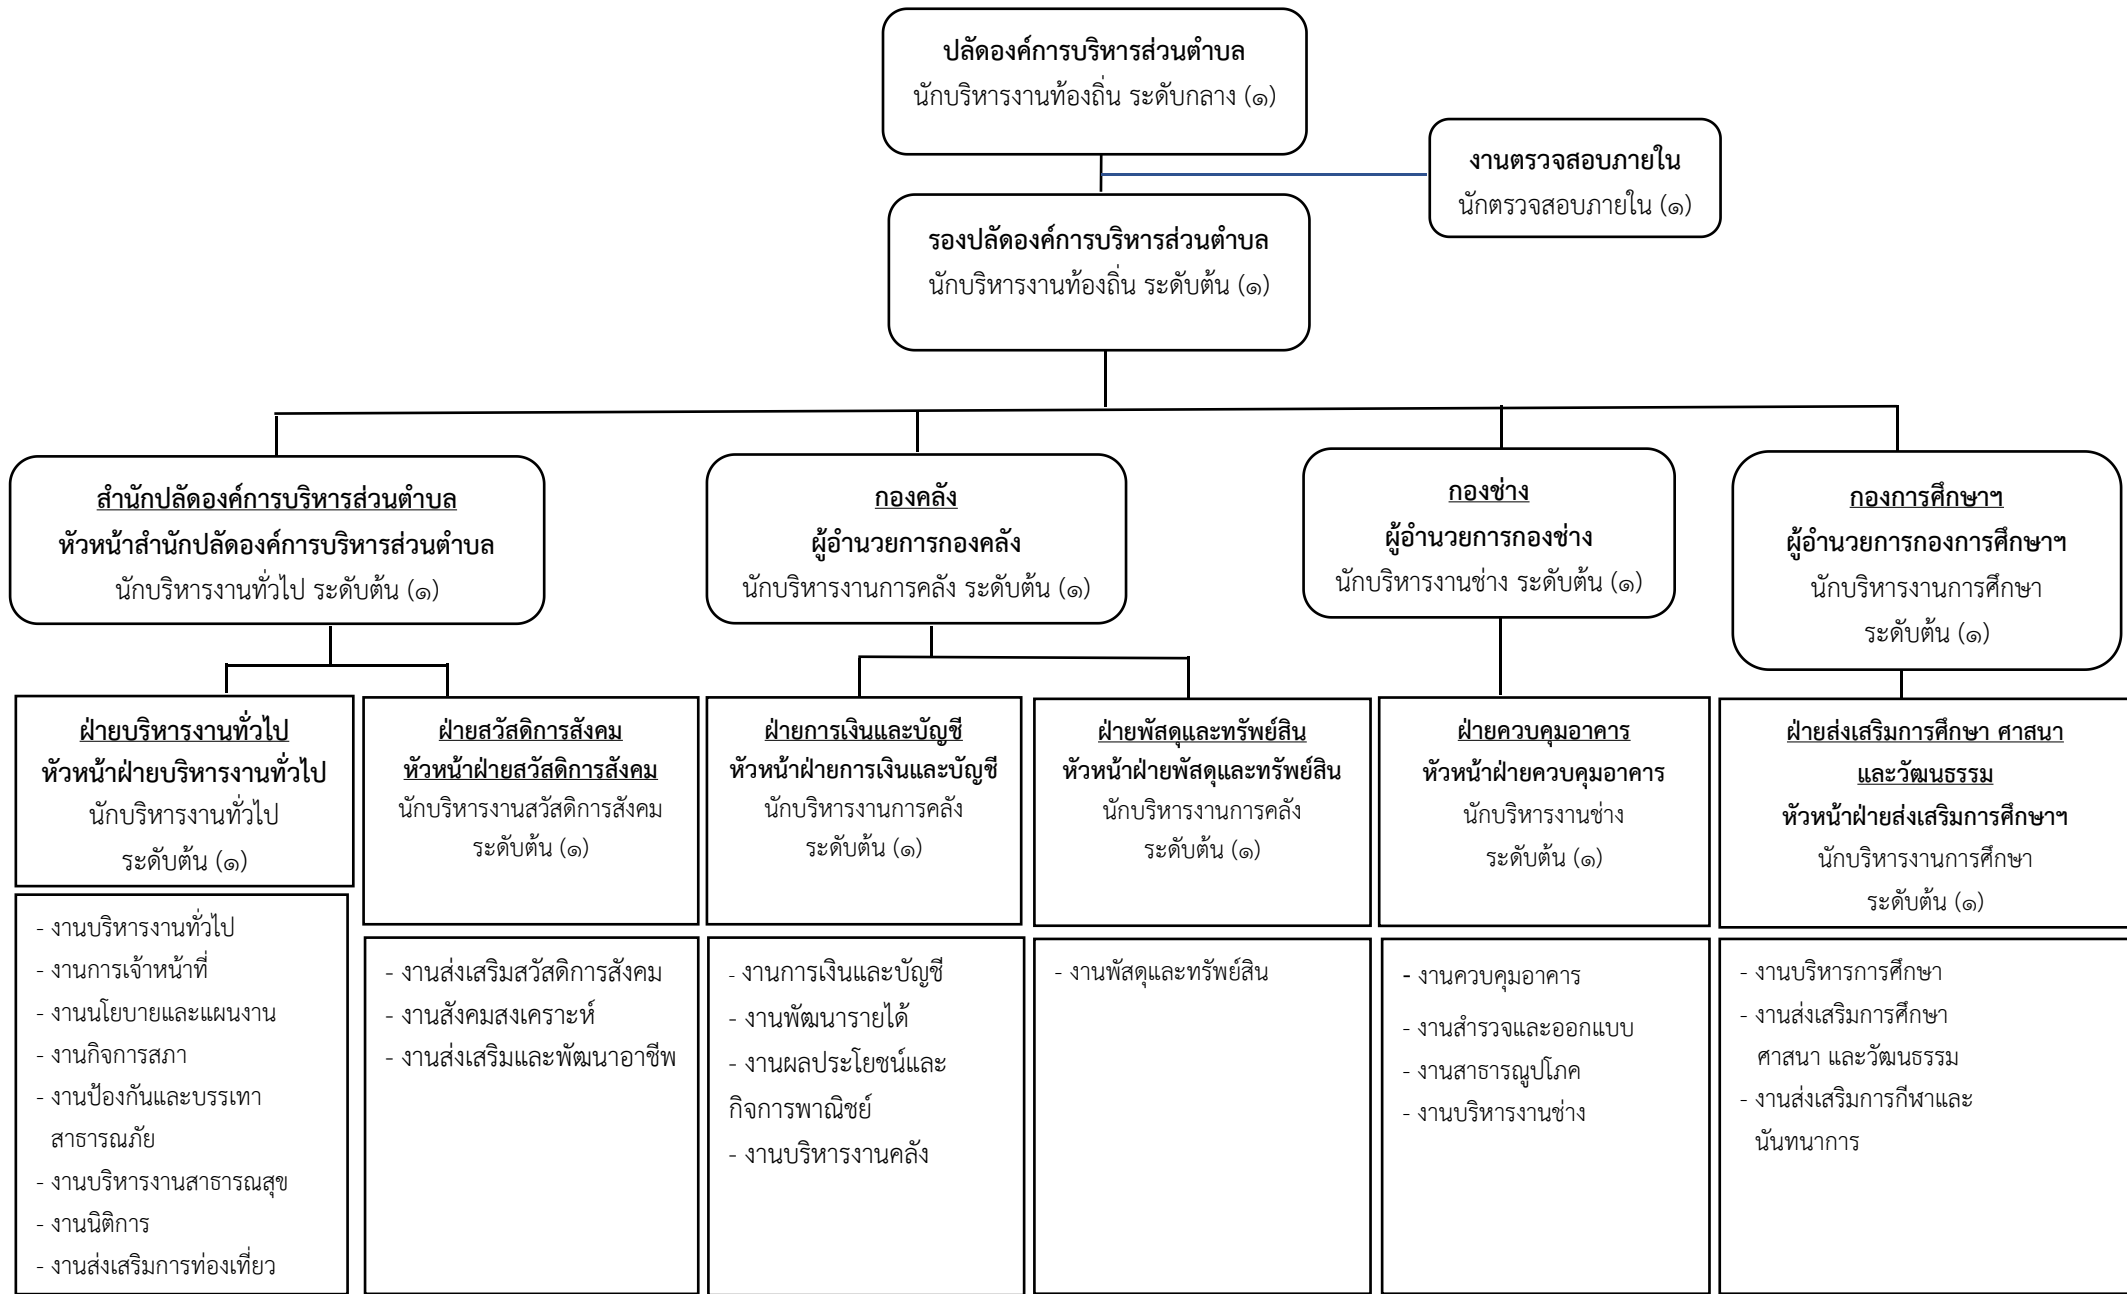 ปลัดองค์การบริหารส่วนตำบล
นักบริหารงานท้องถิ่น ระดับกลาง (๑)
งานตรวจสอบภายใน
นักตรวจสอบภายใน (๑)
รองปลัดองค์การบริหารส่วนตำบล
นักบริหารงานท้องถิ่น ระดับต้น (๑)
สำนักปลัดองค์การบริหารส่วนตำบล
หัวหน้าสำนักปลัดองค์การบริหารส่วนตำบล
นักบริหารงานทั่วไป ระดับต้น (๑)
กองคลัง
ผู้อำนวยการกองคลัง
นักบริหารงานการคลัง ระดับต้น (๑)
กองช่าง
ผู้อำนวยการกองช่าง
นักบริหารงานช่าง ระดับต้น (๑)
กองการศึกษาฯ
ผู้อำนวยการกองการศึกษาฯ
นักบริหารงานการศึกษา
ระดับต้น (๑)
ฝ่ายบริหารงานทั่วไป
หัวหน้าฝ่ายบริหารงานทั่วไป
นักบริหารงานทั่วไป
ระดับต้น (๑)
ฝ่ายสวัสดิการสังคม
หัวหน้าฝ่ายสวัสดิการสังคม
นักบริหารงานสวัสดิการสังคม
ระดับต้น (๑)
ฝ่ายการเงินและบัญชี
หัวหน้าฝ่ายการเงินและบัญชี
นักบริหารงานการคลัง
ระดับต้น (๑)
ฝ่ายพัสดุและทรัพย์สิน
หัวหน้าฝ่ายพัสดุและทรัพย์สิน
นักบริหารงานการคลัง
ระดับต้น (๑)
ฝ่ายควบคุมอาคาร
หัวหน้าฝ่ายควบคุมอาคาร
นักบริหารงานช่าง
ระดับต้น (๑)
ฝ่ายส่งเสริมการศึกษา ศาสนา
และวัฒนธรรม
หัวหน้าฝ่ายส่งเสริมการศึกษาฯ
นักบริหารงานการศึกษา
ระดับต้น (๑)
- งานบริหารงานทั่วไป
- งานการเจ้าหน้าที่
- งานนโยบายและแผนงาน
- งานกิจการสภา
- งานป้องกันและบรรเทา
สาธารณภัย
- งานบริหารงานสาธารณสุข
- งานนิติการ
- งานส่งเสริมการท่องเที่ยว
- งานส่งเสริมสวัสดิการสังคม
- งานสังคมสงเคราะห์
- งานส่งเสริมและพัฒนาอาชีพ
- งานการเงินและบัญชี
- งานพัฒนารายได้
- งานผลประโยชน์และ
กิจการพาณิชย์
- งานบริหารงานคลัง
- งานพัสดุและทรัพย์สิน
- งานควบคุมอาคาร
- งานสำรวจและออกแบบ
- งานสาธารณูปโภค
- งานบริหารงานช่าง
- งานบริหารการศึกษา
- งานส่งเสริมการศึกษา
ศาสนา และวัฒนธรรม
- งานส่งเสริมการกีฬาและ
นันทนาการ